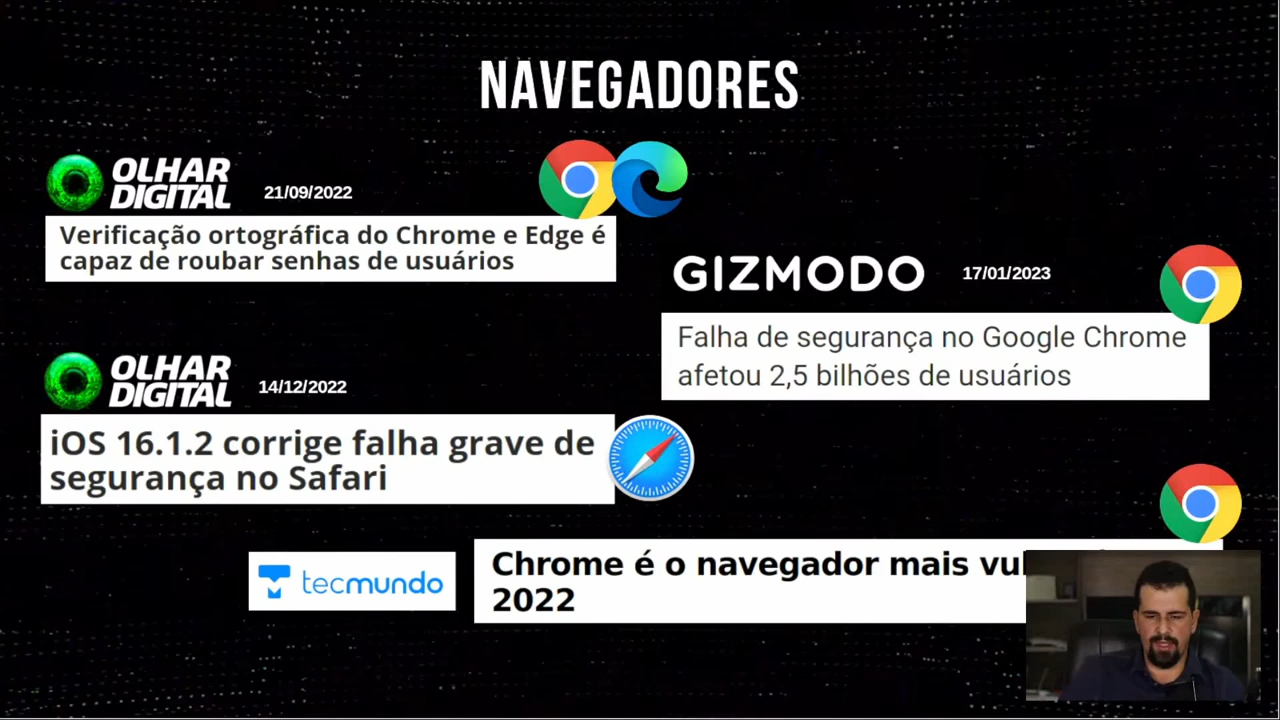 NAVEGADORES
OLHAR
DIGITAL
21/09/2022
Verificação ortográfica do Chrome e Edge é
capaz de roubar senhas de usuários
GIZMODO
17/01/2023
Falha de segurança no Google Chrome
afetou 2,5 bilhões de usuários
OLHAR
DIGITAL
14/12/2022
iOS 16.1.2 corrige falha grave de
segurança no Safari
tecmundo
Chrome é o navegador mais
2022